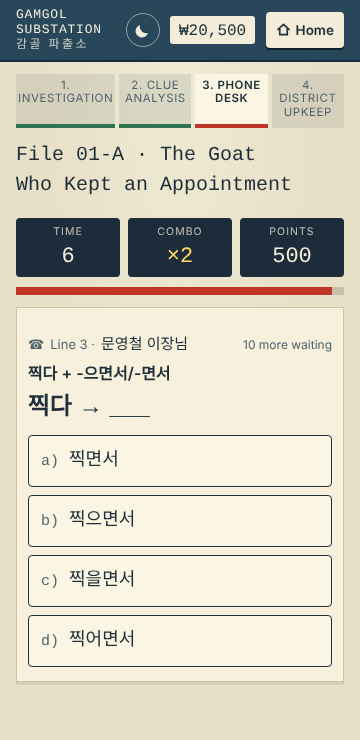 GAMGOL
SUBSTATION
감골 파출소
₩20,500
Home
1. INVESTIGATION
2. CLUE ANALYSIS
3. PHONE DESK
4. DISTRICT UPKEEP
File 01-A · The Goat
Who Kept an Appointment
TIME
6
COMBO
×2
POINTS
500
☎ Line 3 · 문영철 이장님
10 more waiting
찍다 + -으면서/-면서
찍다 → ___
a) 찍면서
b) 찍으면서
c) 찍을면서
d) 찍어면서